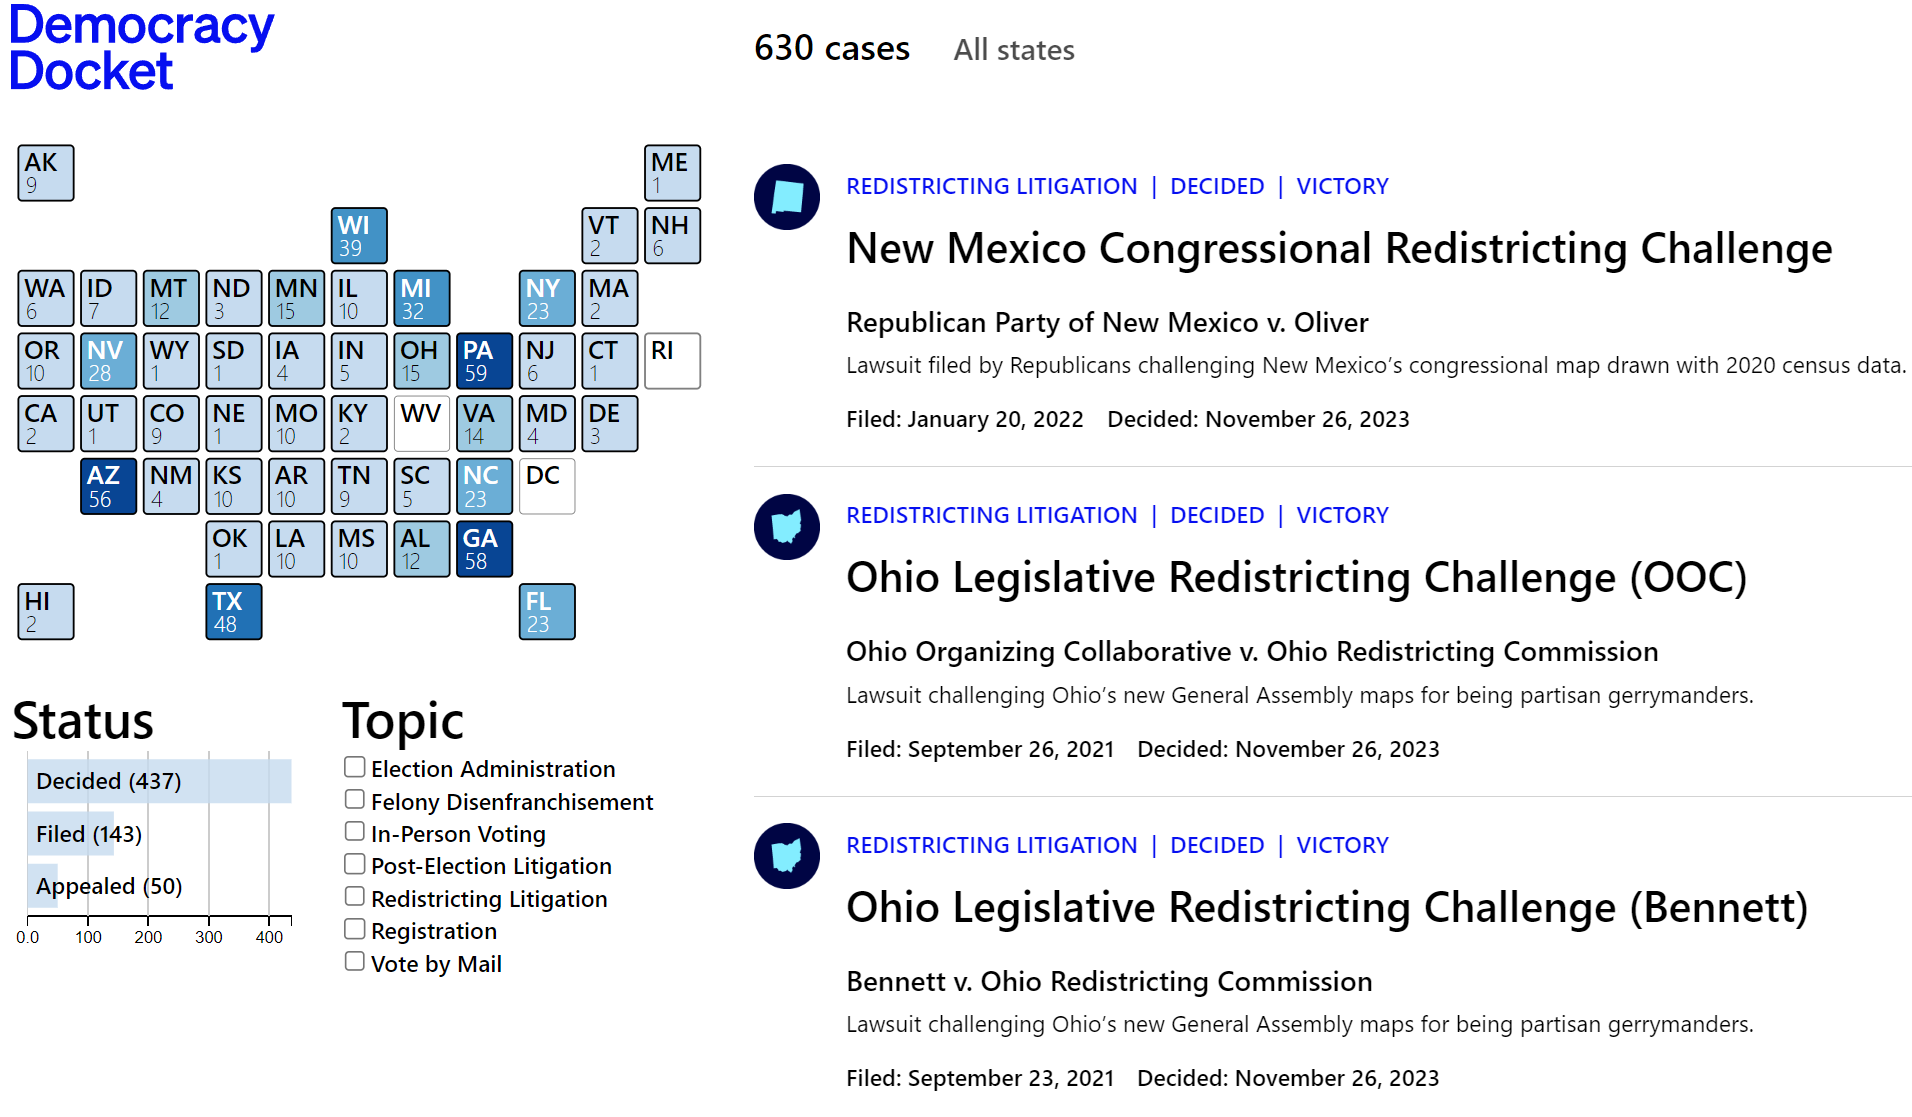 Democracy
Docket
630 cases All states
AK
9
ME
1
WI
39
VT
2
NH
6
WA
6
ID
7
MT
12
ND
3
MN
15
IL
10
MI
32
NY
23
MA
2
OR
10
NV
28
WY
1
SD
1
IA
4
IN
5
OH
15
PA
59
NJ
6
CT
1
RI
CA
2
UT
1
CO
9
NE
1
MO
10
KY
2
WV
VA
14
MD
4
DE
3
AZ
56
NM
4
KS
10
AR
10
TN
9
SC
5
NC
23
DC
OK
1
LA
10
MS
10
AL
12
GA
58
HI
2
TX
48
FL
23
Status
Decided (437)
Filed (143)
Appealed (50)
0.0 100 200 300 400
Topic
Election Administration
Felony Disenfranchisement
In-Person Voting
Post-Election Litigation
Redistricting Litigation
Registration
Vote by Mail
REDISTRICTING LITIGATION | DECIDED | VICTORY
New Mexico Congressional Redistricting Challenge
Republican Party of New Mexico v. Oliver
Lawsuit filed by Republicans challenging New Mexico’s congressional map drawn with 2020 census data.
Filed: January 20, 2022 Decided: November 26, 2023
REDISTRICTING LITIGATION | DECIDED | VICTORY
Ohio Legislative Redistricting Challenge (OOC)
Ohio Organizing Collaborative v. Ohio Redistricting Commission
Lawsuit challenging Ohio’s new General Assembly maps for being partisan gerrymanders.
Filed: September 26, 2021 Decided: November 26, 2023
REDISTRICTING LITIGATION | DECIDED | VICTORY
Ohio Legislative Redistricting Challenge (Bennett)
Bennett v. Ohio Redistricting Commission
Lawsuit challenging Ohio’s new General Assembly maps for being partisan gerrymanders.
Filed: September 23, 2021 Decided: November 26, 2023